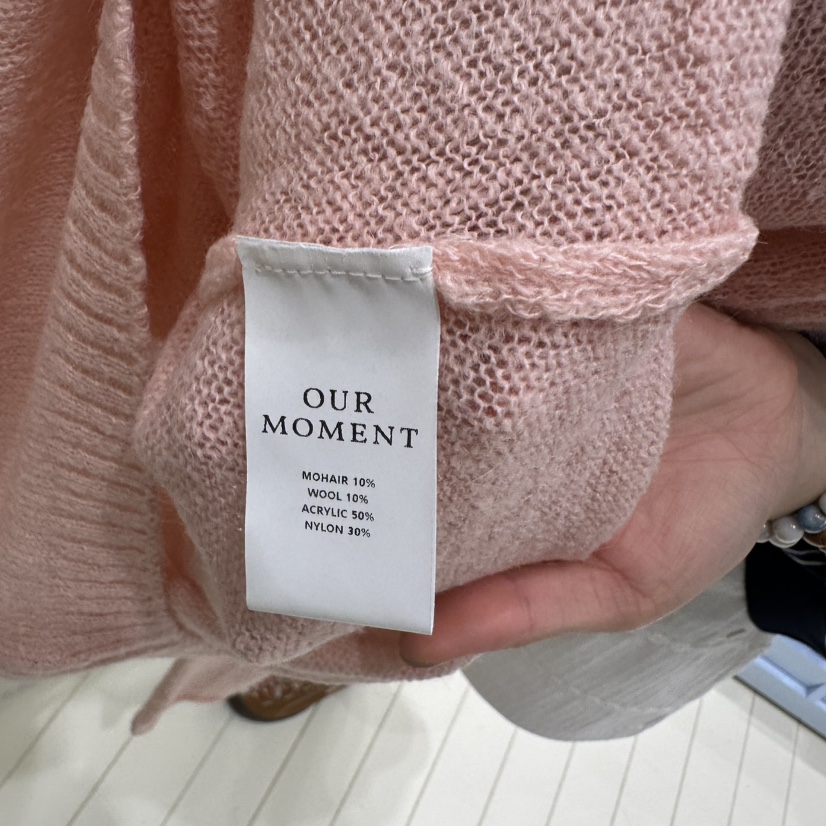 OUR
MOMENT
MOHAIR 10%
WOOL 10%
ACRYLIC 50%
NYLON 30%